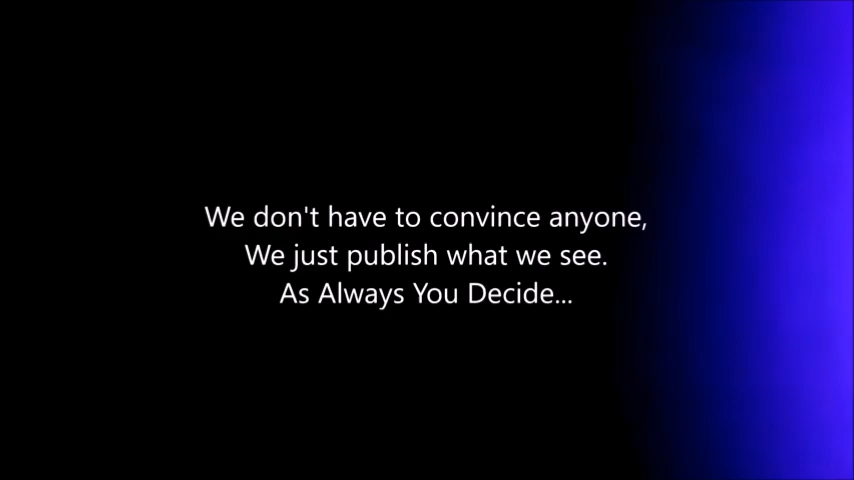 We don't have to convince anyone,
We just publish what we see.
As Always You Decide...